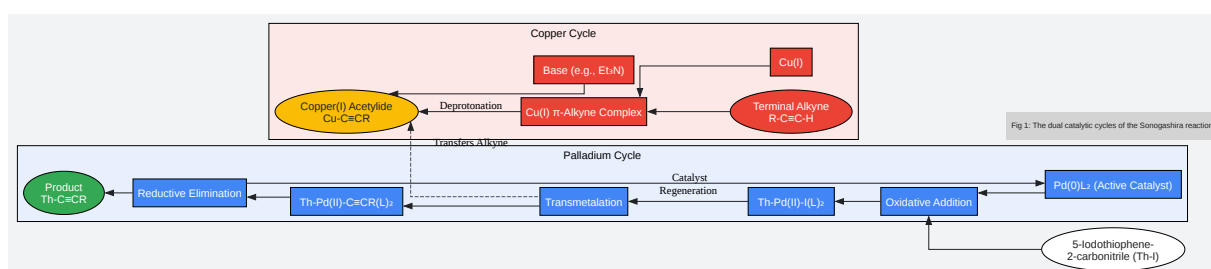 Copper Cycle
Base (e.g., Et₃N)
Cu(I)
Copper(I) Acetylide
Cu-C≡CR
Deprotonation
Cu(I) π-Alkyne Complex
Terminal Alkyne
R-C≡C-H
Fig 1: The dual catalytic cycles of the Sonogashira reaction
Transfers Alkyne
Palladium Cycle
Product
Th-C≡CR
Reductive Elimination
Catalyst
Regeneration
Pd(0)L₂ (Active Catalyst)
Th-Pd(II)-C≡CR(L)₂
Transmetalation
Th-Pd(II)-I(L)₂
Oxidative Addition
5-Iodothiophene-
2-carbonitrile (Th-I)